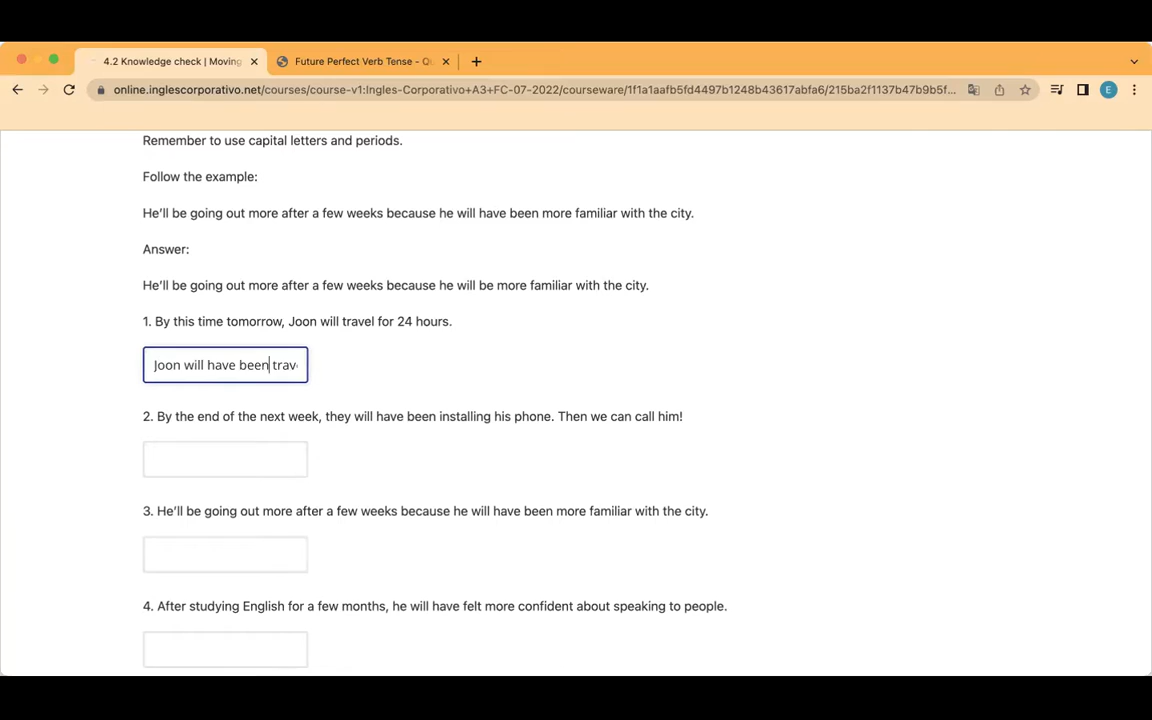 4.2 Knowledge check | Moving
Future Perfect Verb Tense - Qu
online.inglescorporativo.net/courses/course-v1:Ingles-Corporativo+A3+FC-07-2022/courseware/1f1a1aafb5fd4497b1248b43617abfa6/215ba2f1137b47b9b5f...
E
Remember to use capital letters and periods.
Follow the example:
He'll be going out more after a few weeks because he will have been more familiar with the city.
Answer:
He'll be going out more after a few weeks because he will be more familiar with the city.
1. By this time tomorrow, Joon will travel for 24 hours.
Joon will have been trav
2. By the end of the next week, they will have been installing his phone. Then we can call him!
3. He'll be going out more after a few weeks because he will have been more familiar with the city.
4. After studying English for a few months, he will have felt more confident about speaking to people.